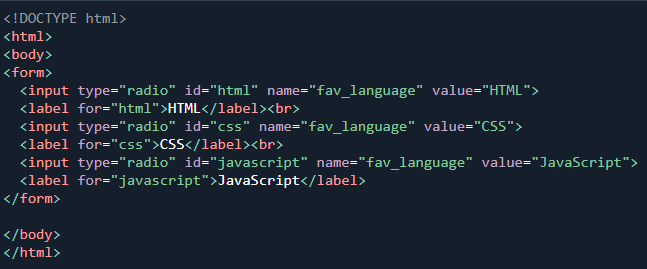 <!DOCTYPE html>
<html>
<body>
<form>
  <input type="radio" id="html" name="fav_language" value="HTML">
  <label for="html">HTML</label><br>
  <input type="radio" id="css" name="fav_language" value="CSS">
  <label for="css">CSS</label><br>
  <input type="radio" id="javascript" name="fav_language" value="JavaScript">
  <label for="javascript">JavaScript</label>
</form>

</body>
</html>